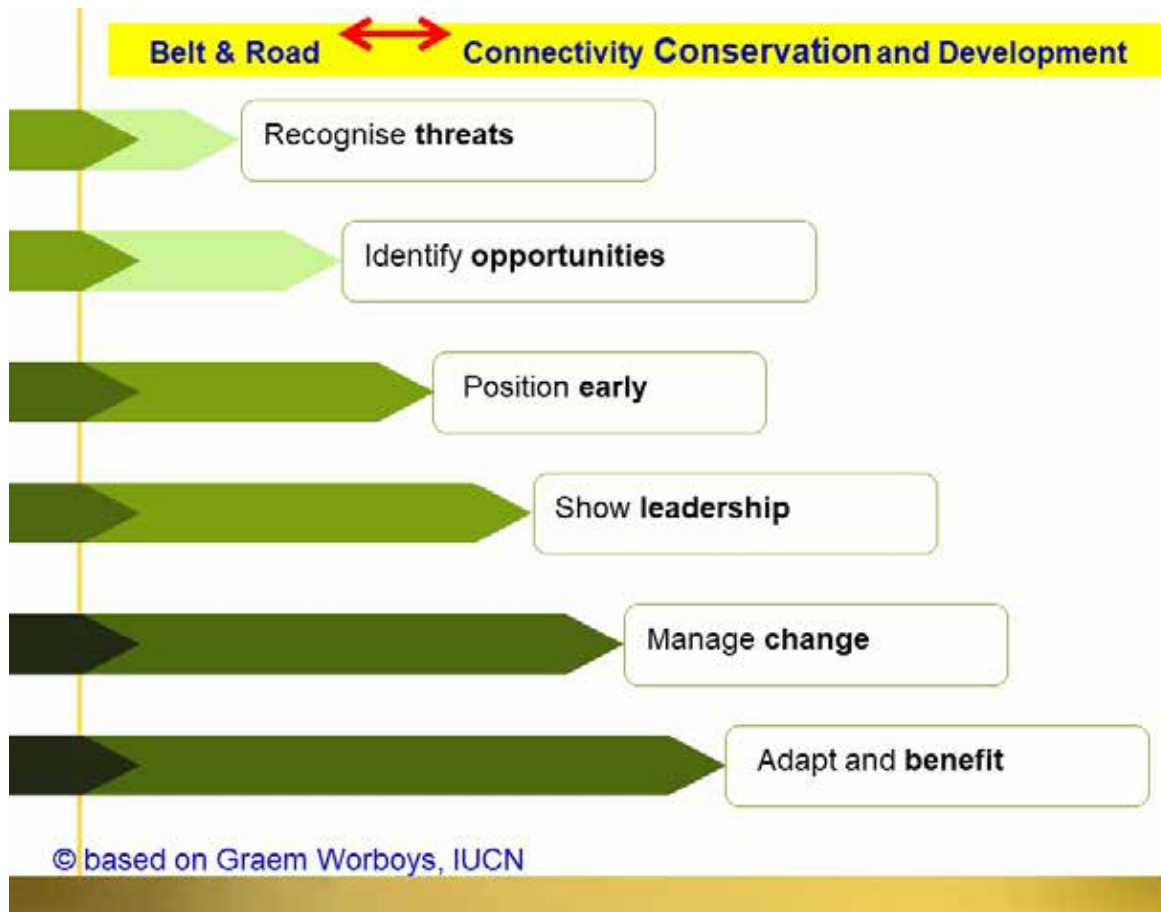 Belt & Road Connectivity Conservation and Development
Recognise threats
Identify opportunities
Position early
Show leadership
Manage change
Adapt and benefit
© based on Graem Worboys, IUCN